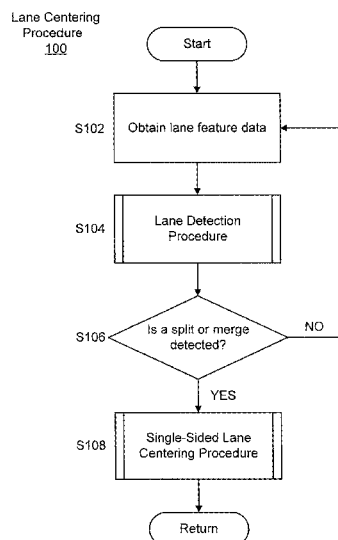 Lane Centering
Procedure
100
Start
S102
Obtain lane feature data
S104
Lane Detection
Procedure
S106
Is a split or merge
detected?
NO
YES
S108
Single-Sided Lane
Centering Procedure
Return